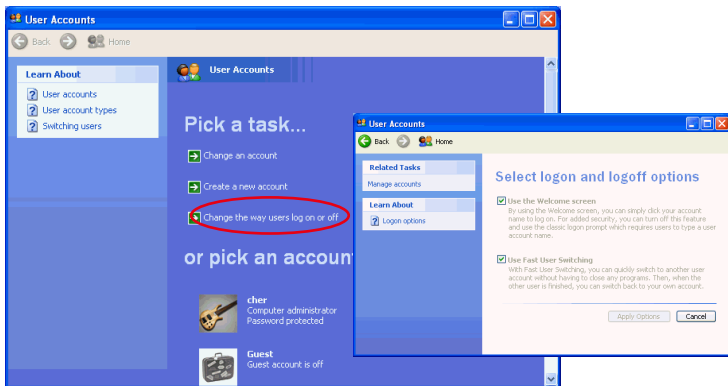 User Accounts
Back Home
Learn About
User accounts
User account types
Switching users
User Accounts
Pick a task...
Change an account
Create a new account
Change the way users log on or off
or pick an accoun
cher
Computer administrator
Password protected
Guest
Guest account is off
User Accounts
Back Home
Related Tasks
Manage accounts
Learn About
Logon options
Select logon and logoff options
Use the Welcome screen
By using the Welcome screen, you can simply click your account
name to log on. For added security, you can turn off this feature
and use the classic logon prompt which requires users to type a user
account name.
Use Fast User Switching
With Fast User Switching, you can quickly switch to another user
account without having to close any programs. Then, when the
other user is finished, you can switch back to your own account.
Apply Options Cancel